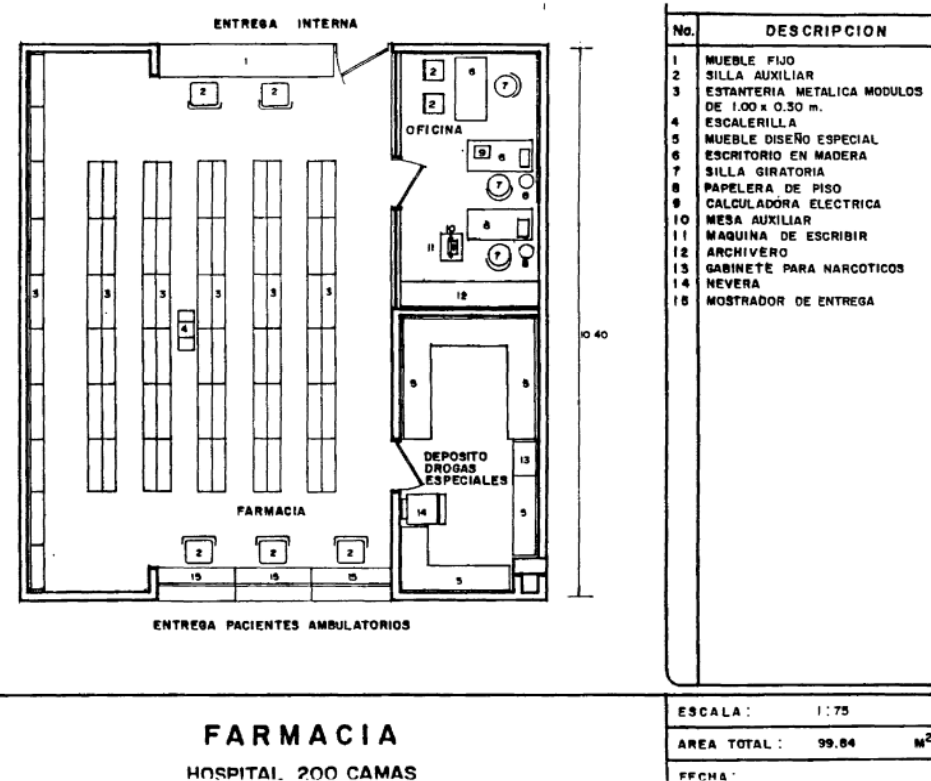 ENTREGA INTERNA
1
2
2
2
6
7
2
OFICINA
9
6
7
8
10
11
6
7
8
12
3
3
3
3
3
3
4
10 40
5
5
DEPOSITO
DROGAS
ESPECIALES
13
14
5
5
FARMACIA
2
2
2
15
15
15
ENTREGA PACIENTES AMBULATORIOS
No. DESCRIPCION
1 MUEBLE FIJO
2 SILLA AUXILIAR
3 ESTANTERIA METALICA MODULOS
DE 1.00 x 0.30 m.
4 ESCALERILLA
5 MUEBLE DISEÑO ESPECIAL
6 ESCRITORIO EN MADERA
7 SILLA GIRATORIA
8 PAPELERA DE PISO
9 CALCULADORA ELECTRICA
10 MESA AUXILIAR
11 MAQUINA DE ESCRIBIR
12 ARCHIVERO
13 GABINETE PARA NARCOTICOS
14 NEVERA
15 MOSTRADOR DE ENTREGA
FARMACIA
HOSPITAL 200 CAMAS
ESCALA: 1:75
AREA TOTAL: 99.84 M²
FECHA: